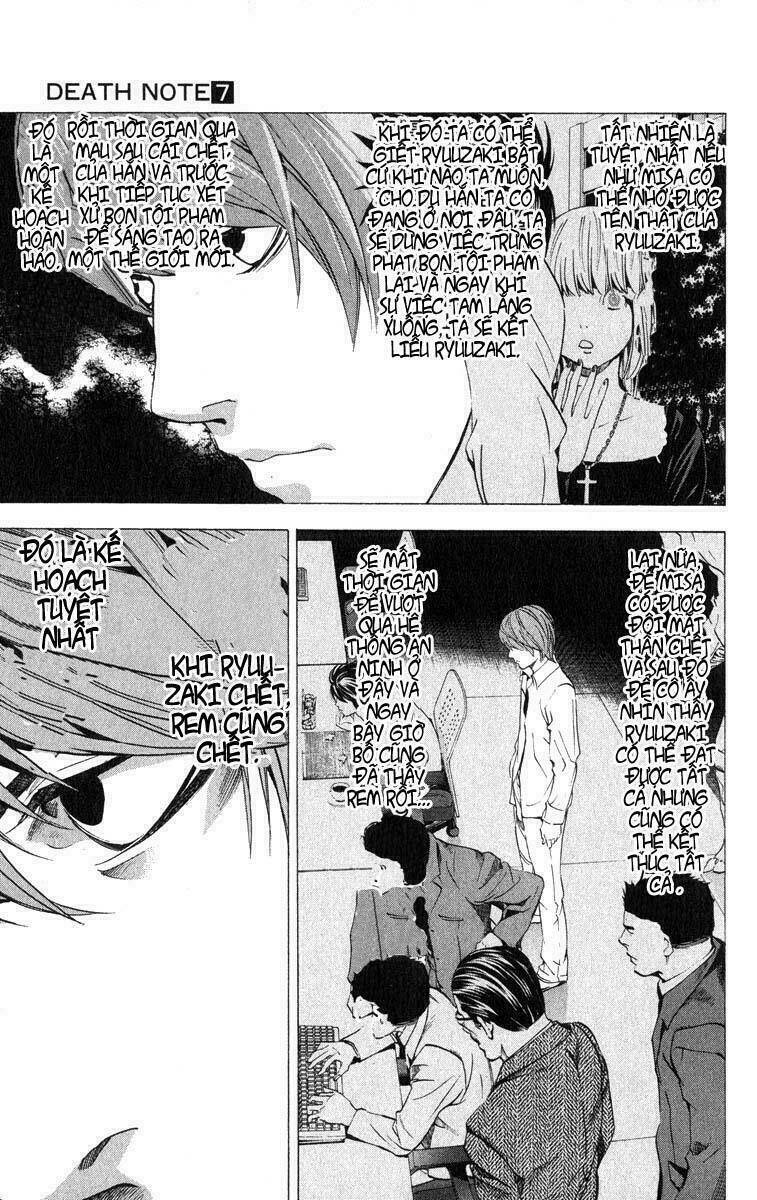 DEATH NOTE 7
TẤT NHIÊN LÀ
TUYỆT NHẤT NẾU
NHƯ MISA CÓ
THỂ NHỚ ĐƯỢC
TÊN THẬT CỦA
RYUUZAKI.
KHI ĐÓ TA CÓ THỂ
GIẾT RYUUZAKI BẤT
CỨ KHI NÀO TA MUỐN,
CHO DÙ HẮN TA CÓ
ĐANG Ở NƠI ĐÂU. TA
SẼ DỪNG VIỆC TRỪNG
PHẠT BỌN TỘI PHẠM
LẠI VÀ NGAY KHI
SỰ VIỆC TẠM LẮNG
XUỐNG, TA SẼ KẾT
LIỄU RYUUZAKI.
RỒI THỜI GIAN QUA
MAU SAU CÁI CHẾT,
CỦA HẮN VÀ TRƯỚC
KHI TIẾP TỤC XÉT
XỬ BỌN TỘI PHẠM
ĐỂ SÁNG TẠO RA
MỘT THẾ GIỚI MỚI.
ĐÓ
LÀ
MỘT
KẾ
HOẠCH
HOÀN
HẢO.
LẠI NỮA,
ĐỂ MISA
CÓ ĐƯỢC
ĐÔI MẮT
THẦN CHẾT
VÀ SAU ĐÓ
ĐỂ CÔ ẤY
NHÌN THẤY
RYUUZAKI
CÓ THỂ ĐẠT
ĐƯỢC TẤT
CẢ NHƯNG
CŨNG CÓ
THỂ KẾT
THÚC TẤT
CẢ.
SẼ MẤT
THỜI GIAN
ĐỂ VƯỢT
QUA HỆ
THỐNG AN
NINH Ở
ĐÂY VÀ
NGAY
BÂY GIỜ
BỐ CŨNG
ĐÃ THẤY
REM RỒI...
ĐÓ LÀ KẾ
HOẠCH
TUYỆT
NHẤT
KHI RYUU-
ZAKI CHẾT,
REM CŨNG
CHẾT.